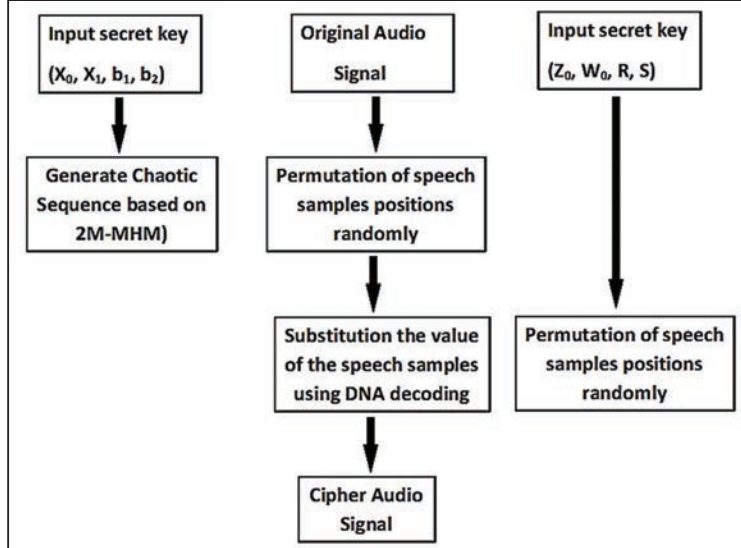 Input secret key
(X₀, X₁, b₁, b₂)
Generate Chaotic
Sequence based on
2M-MHM)
Original Audio
Signal
Permutation of speech
samples positions
randomly
Substitution the value
of the speech samples
using DNA decoding
Cipher Audio
Signal
Input secret key
(Z₀, W₀, R, S)
Permutation of speech
samples positions
randomly